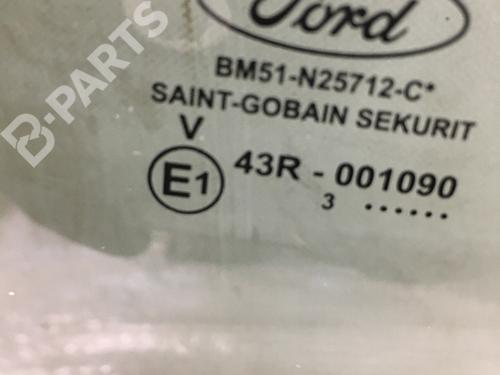 Ford
BM51-N25712-C*
SAINT-GOBAIN SEKURIT
V
E1 43R - 001090
3 ......
B-PARTS